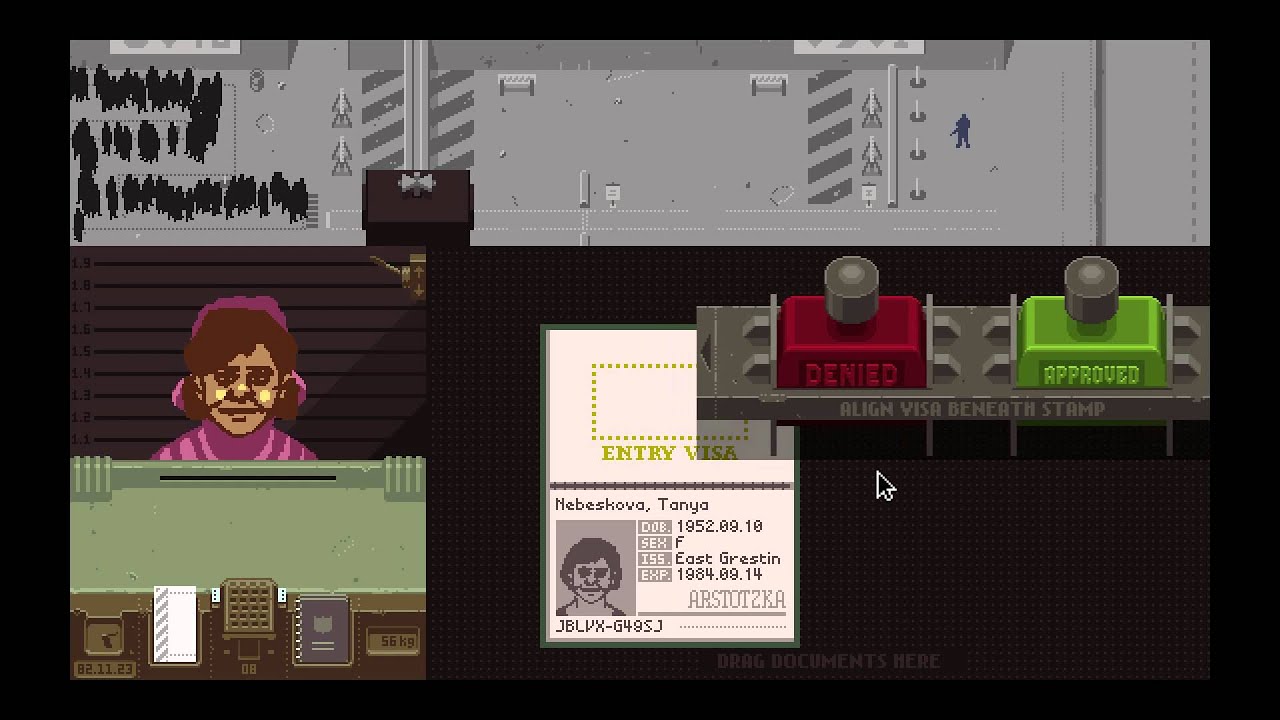 1.9
1.8
1.7
1.6
1.5
1.4
1.3
1.2
1.1
DENIED
APPROVED
ALIGN VISA BENEATH STAMP
ENTRY VISA
Nebeskova, Tanya
DOB. 1952.09.10
SEX F
ISS. East Grestin
EXP. 1984.09.14
ARSTOTZKA
JBLVX-G49SJ
56kg
82.11.23
08
DRAG DOCUMENTS HERE